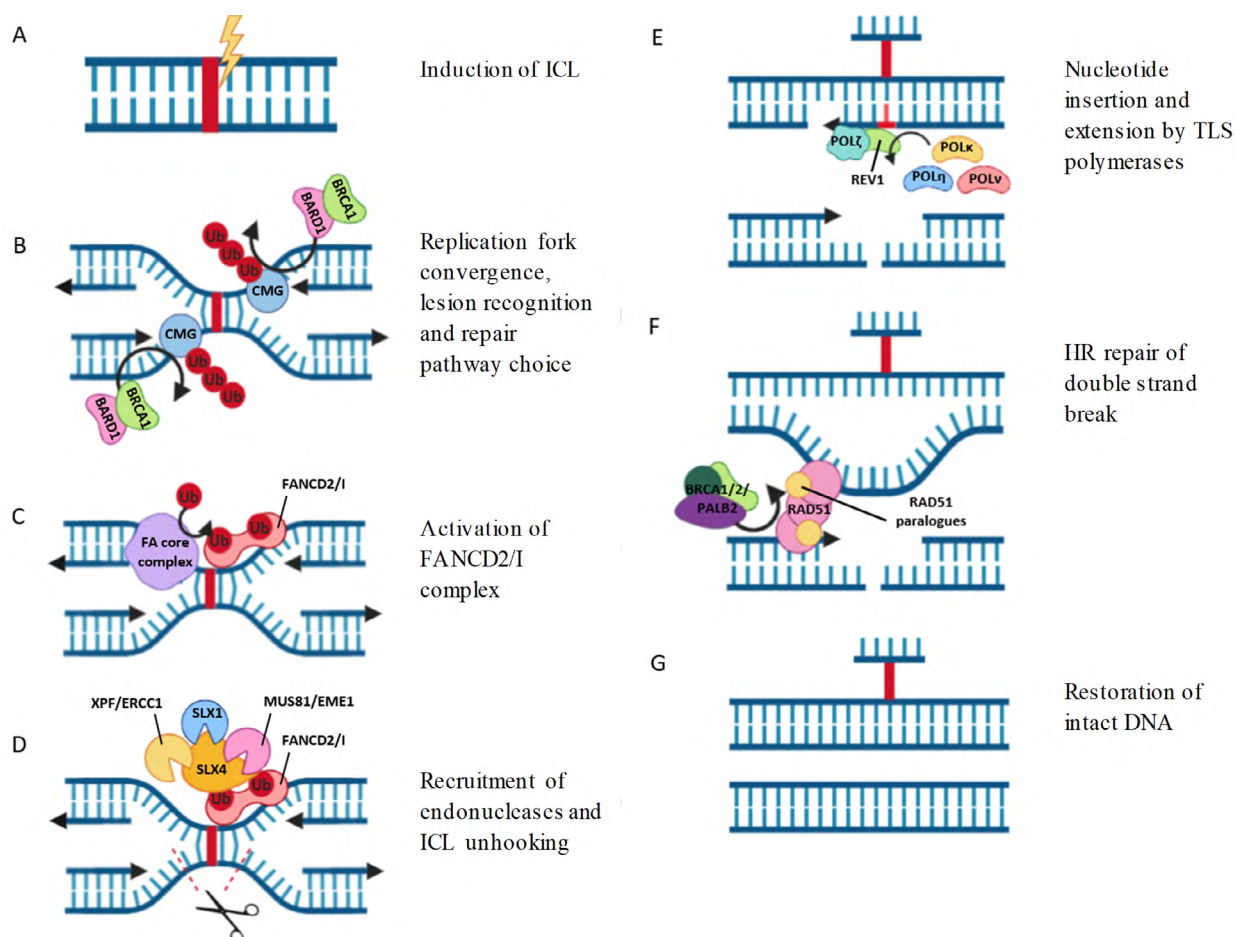 A
Induction of ICL
B
BARD1
BRCA1
Ub
Ub
Ub
CMG
CMG
Ub
Ub
Ub
BARD1
BRCA1
Replication fork
convergence,
lesion recognition
and repair
pathway choice
C
Ub
FANCD2/I
Ub
Ub
FA core
complex
Activation of
FANCD2/I
complex
D
XPF/ERCC1
SLX1
MUS81/EME1
FANCD2/I
SLX4
Ub
Ub
Recruitment of
endonucleases and
ICL unhooking
E
POLζ
REV1
POLκ
POLη
POLν
Nucleotide
insertion and
extension by TLS
polymerases
F
BRCA1/2/
PALB2
RAD51
RAD51
paralogues
HR repair of
double strand
break
G
Restoration of
intact DNA